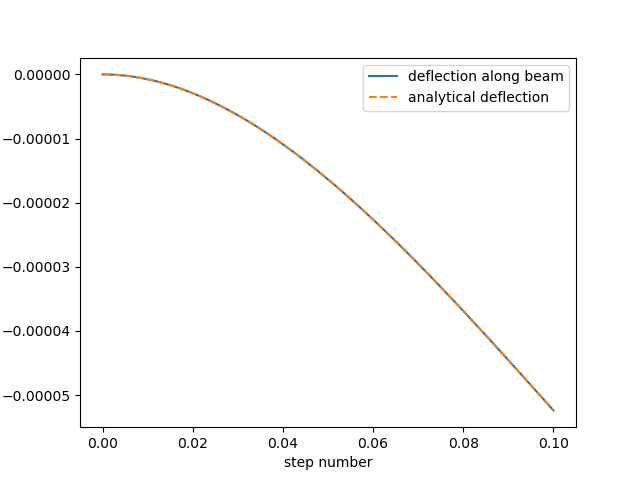 deflection along beam
analytical deflection
0.00000
−0.00001
−0.00002
−0.00003
−0.00004
−0.00005
0.00 0.02 0.04 0.06 0.08 0.10
step number